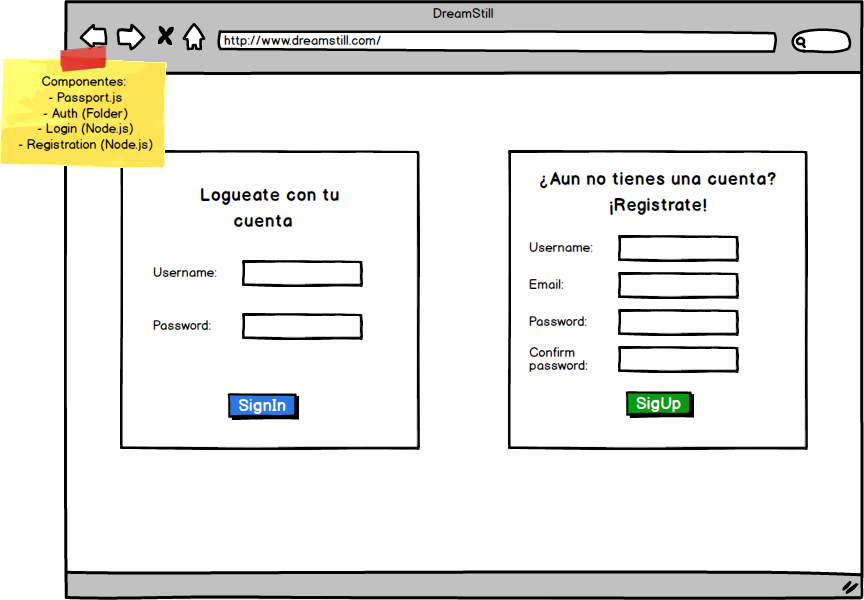 DreamStill
http://www.dreamstill.com/
Componentes:
- Passport.js
- Auth (Folder)
- Login (Node.js)
- Registration (Node.js)
Logueate con tu
cuenta
Username:
Password:
SignIn
¿Aun no tienes una cuenta?
¡Registrate!
Username:
Email:
Password:
Confirm
password:
SigUp